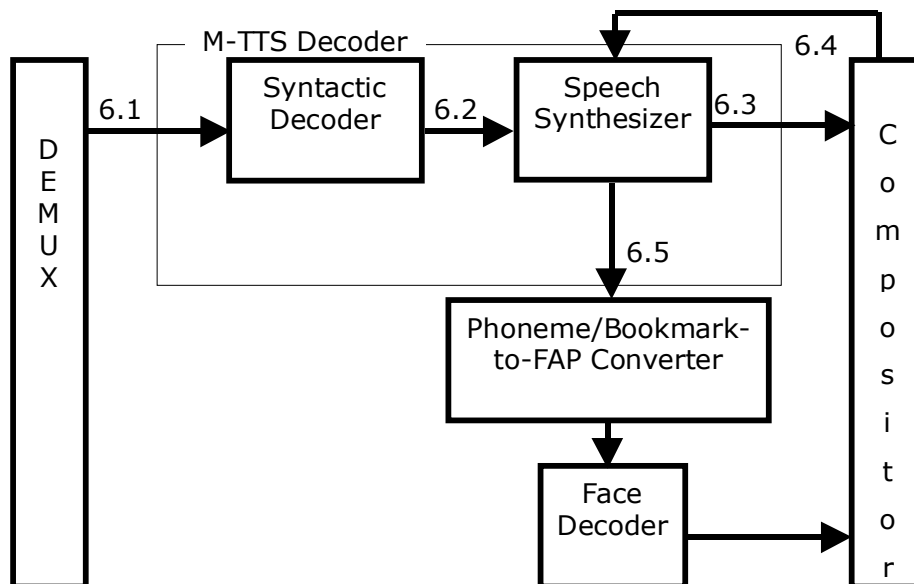 M-TTS Decoder
6.4
6.1
Syntactic
Decoder
6.2
Speech
Synthesizer
6.3
D
E
M
U
X
C
o
m
p
o
s
i
t
o
r
6.5
Phoneme/Bookmark-
to-FAP Converter
Face
Decoder